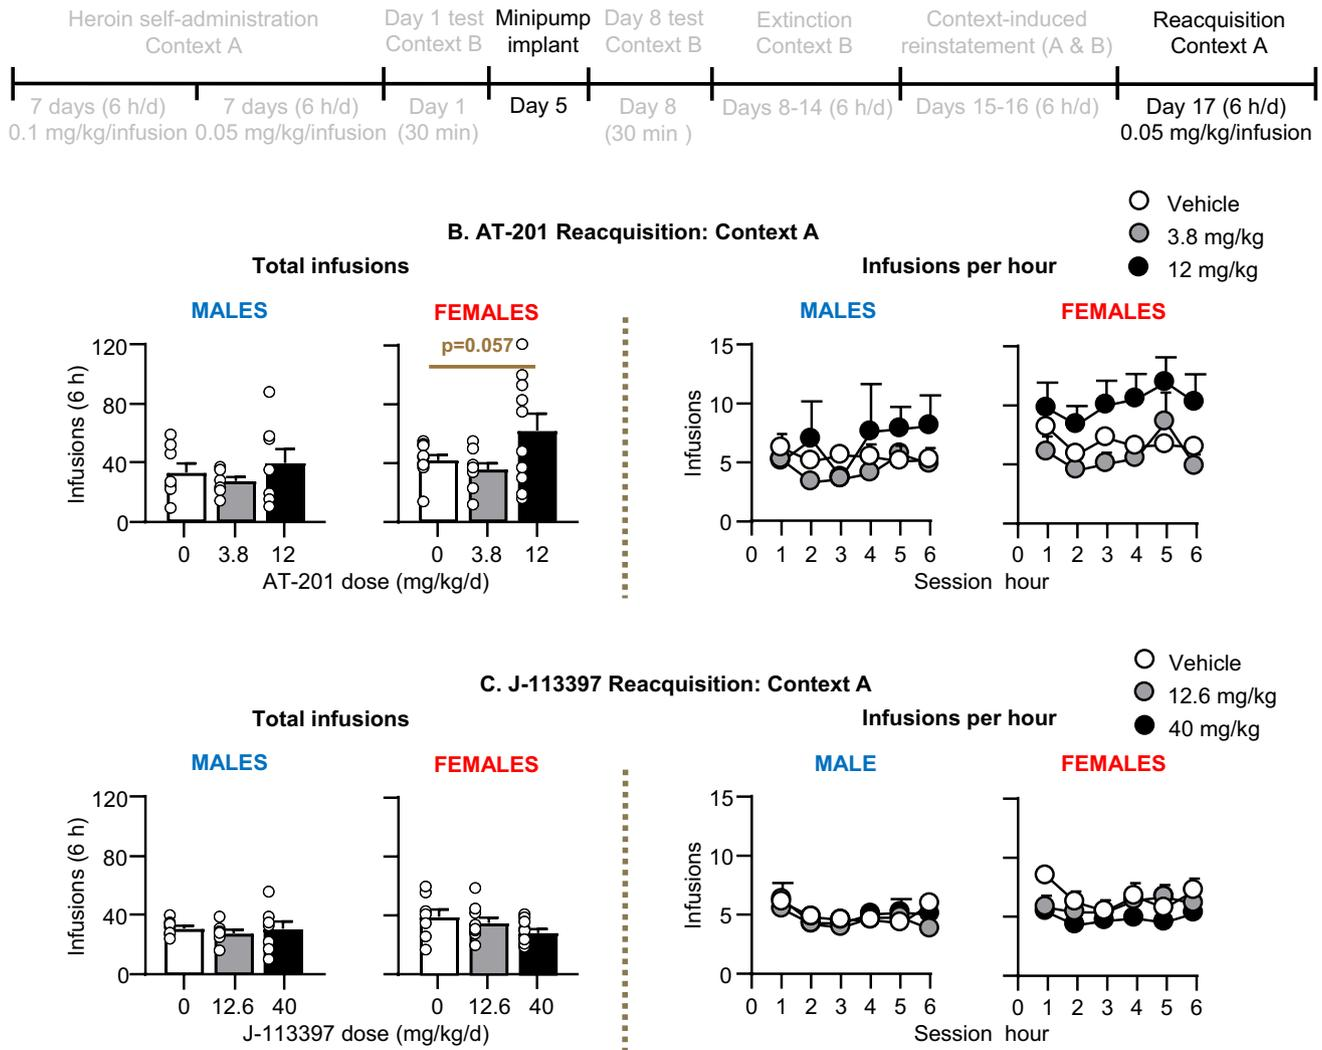 Heroin self-administration
Context A
Day 1 test
Context B
Minipump
implant
Day 8 test
Context B
Extinction
Context B
Context-induced
reinstatement (A & B)
Reacquisition
Context A
7 days (6 h/d)
0.1 mg/kg/infusion
7 days (6 h/d)
0.05 mg/kg/infusion
Day 1
(30 min)
Day 5
Day 8
(30 min )
Days 8-14 (6 h/d)
Days 15-16 (6 h/d)
Day 17 (6 h/d)
0.05 mg/kg/infusion
Vehicle
3.8 mg/kg
12 mg/kg
B. AT-201 Reacquisition: Context A
Total infusions
Infusions per hour
MALES
FEMALES
MALES
FEMALES
p=0.057
Infusions (6 h)
120
80
40
0
0 3.8 12
0 3.8 12
AT-201 dose (mg/kg/d)
Infusions
15
10
5
0
0 1 2 3 4 5 6
0 1 2 3 4 5 6
Session hour
Vehicle
12.6 mg/kg
40 mg/kg
C. J-113397 Reacquisition: Context A
Total infusions
Infusions per hour
MALES
FEMALES
MALE
FEMALES
Infusions (6 h)
120
80
40
0
0 12.6 40
0 12.6 40
J-113397 dose (mg/kg/d)
Infusions
15
10
5
0
0 1 2 3 4 5 6
0 1 2 3 4 5 6
Session hour